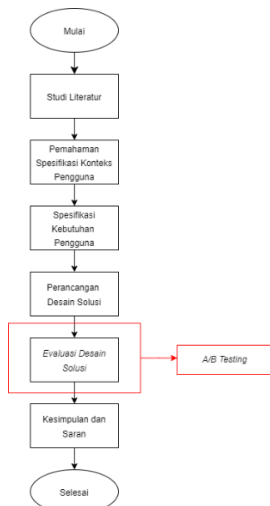 Mulai
Studi Literatur
Pemahaman
Spesifikasi Konteks
Pengguna
Spesifikasi
Kebutuhan
Pengguna
Perancangan
Desain Solusi
Evaluasi Desain
Solusi
A/B Testing
Kesimpulan dan
Saran
Selesai